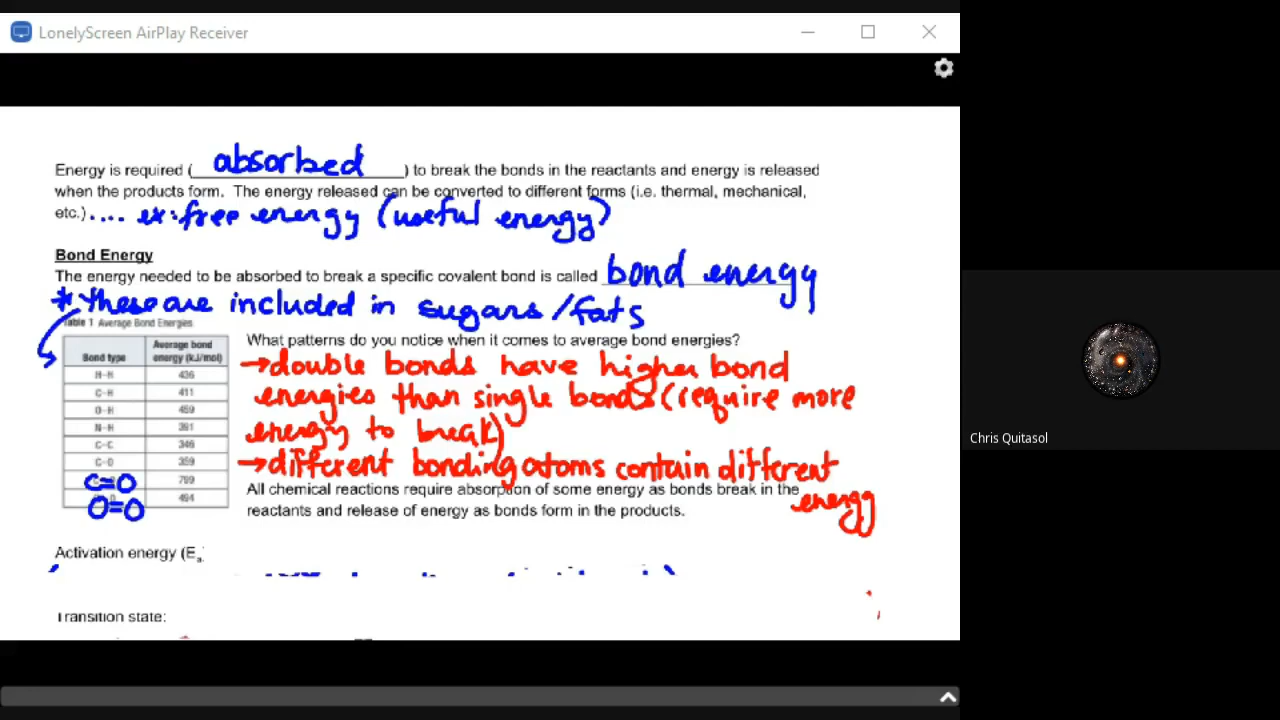 LonelyScreen AirPlay Receiver
Energy is required (absorbed) to break the bonds in the reactants and energy is released
when the products form. The energy released can be converted to different forms (i.e. thermal, mechanical,
etc.).... ex: free energy (useful energy)
Bond Energy
The energy needed to be absorbed to break a specific covalent bond is called bond energy
* these are included in sugars/fats
Table 1 Average Bond Energies
What patterns do you notice when it comes to average bond energies?
Bond type Average bond energy (kJ/mol)
H–H 436
C–H 411
O–H 459
N–H 391
C–C 346
C–O 359
C=O 799
O=O 494
→double bonds have higher bond
energies than single bonds (require more
energy to break)
→different bonding atoms contain different
energy
All chemical reactions require absorption of some energy as bonds break in the
reactants and release of energy as bonds form in the products.
Activation energy (Ea
Transition state:
Chris Quitasol